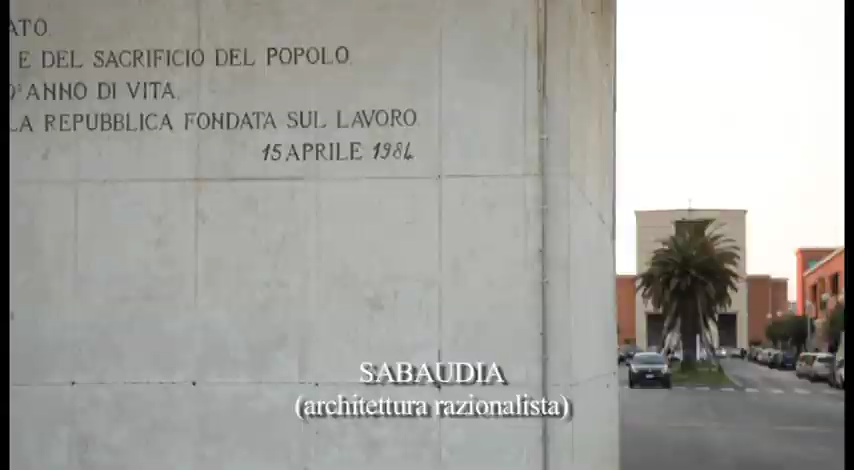 ATO.
E DEL SACRIFICIO DEL POPOLO.
0° ANNO DI VITA.
LA REPUBBLICA FONDATA SUL LAVORO
15 APRILE 1984
SABAUDIA
(architettura razionalista)